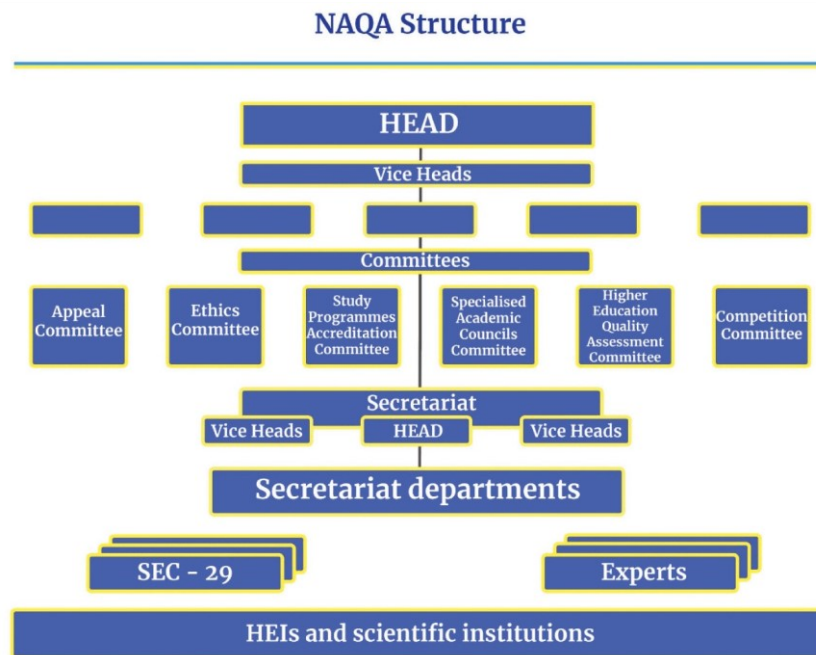 NAQA Structure
HEAD
Vice Heads
Committees
Appeal
Committee
Ethics
Committee
Study
Programmes
Accreditation
Committee
Specialised
Academic
Councils
Committee
Higher
Education
Quality
Assessment
Committee
Competition
Committee
Secretariat
Vice Heads
HEAD
Vice Heads
Secretariat departments
SEC - 29
Experts
HEIs and scientific institutions